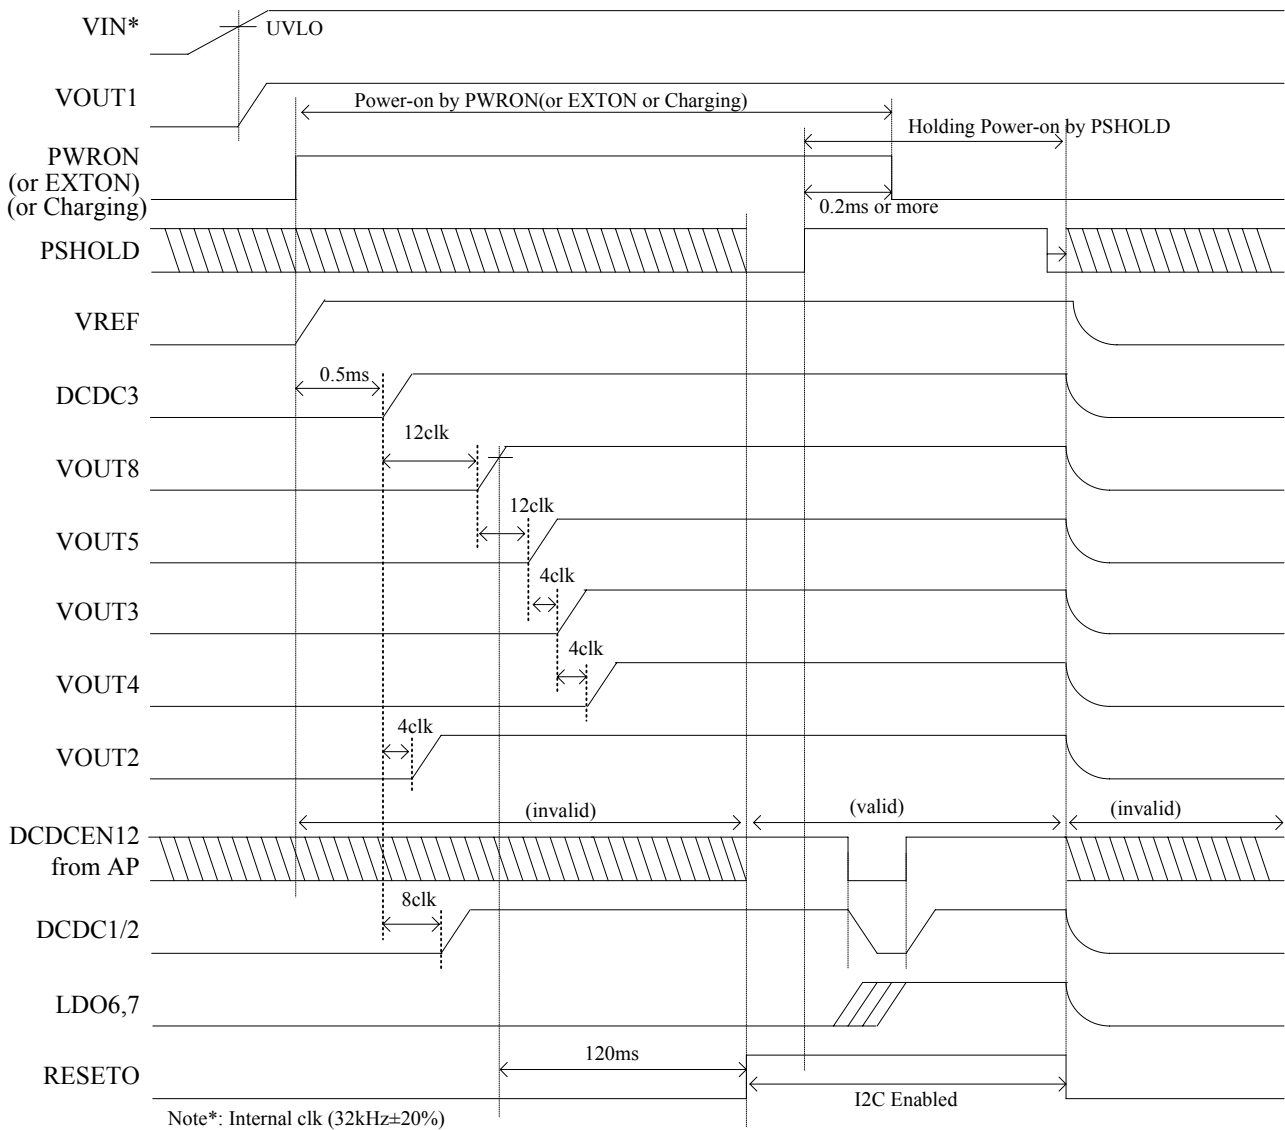 VIN*
UVLO
VOUT1
Power-on by PWRON(or EXTON or Charging)
Holding Power-on by PSHOLD
PWRON
(or EXTON)
(or Charging)
0.2ms or more
PSHOLD
VREF
0.5ms
DCDC3
12clk
VOUT8
12clk
VOUT5
4clk
VOUT3
4clk
VOUT4
4clk
VOUT2
(invalid)
(valid)
(invalid)
DCDCEN12
from AP
8clk
DCDC1/2
LDO6,7
120ms
RESETO
I2C Enabled
Note*: Internal clk (32kHz±20%)